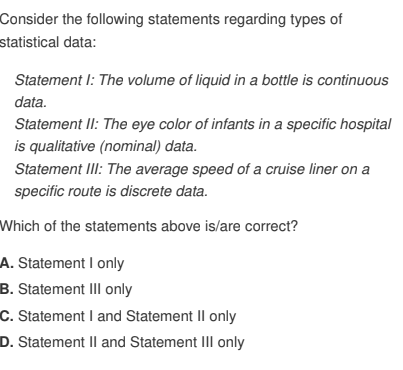 Consider the following statements regarding types of
statistical data:
Statement I: The volume of liquid in a bottle is continuous
data.
Statement II: The eye color of infants in a specific hospital
is qualitative (nominal) data.
Statement III: The average speed of a cruise liner on a
specific route is discrete data.
Which of the statements above is/are correct?
A. Statement I only
B. Statement III only
C. Statement I and Statement II only
D. Statement II and Statement III only